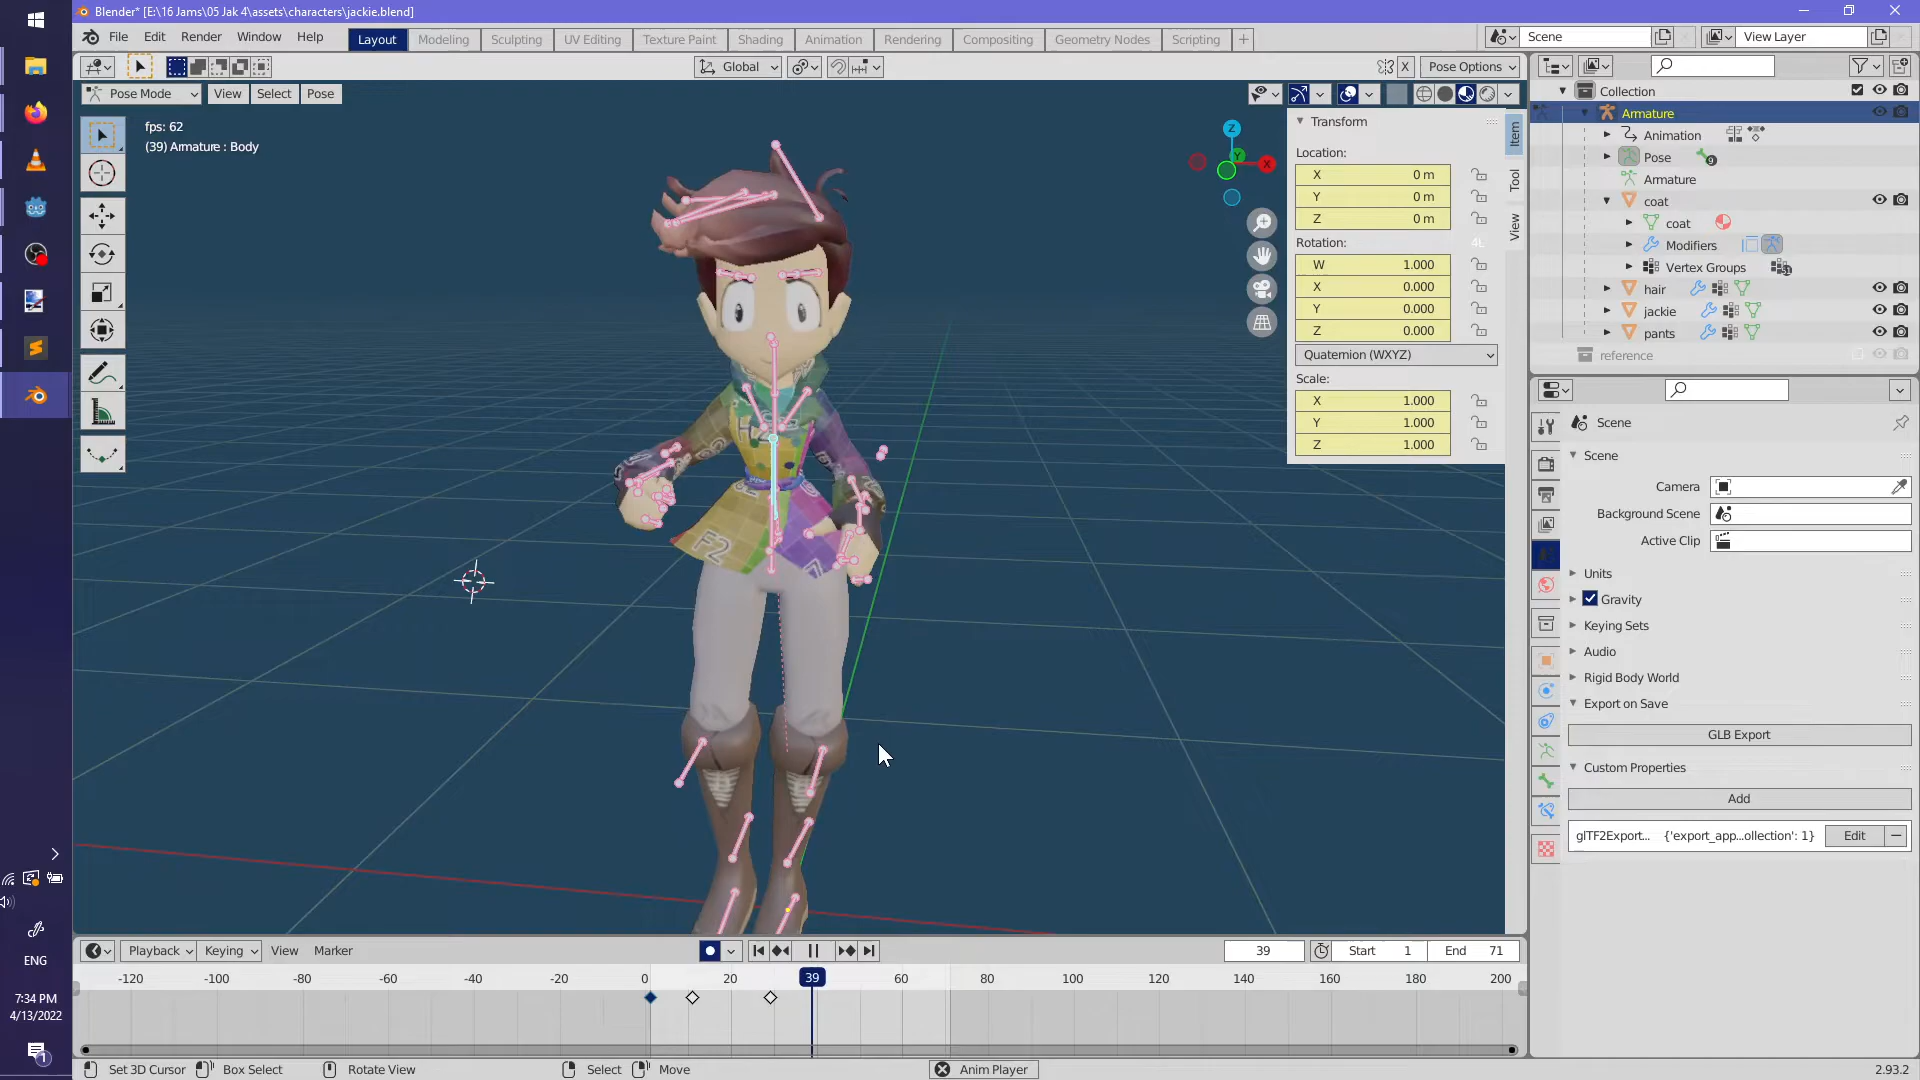 Blender* [E:\16 Jams\05 Jak 4\assets\characters\jackie.blend]
File Edit Render Window Help
Layout Modeling Sculpting UV Editing Texture Paint Shading Animation Rendering Compositing Geometry Nodes Scripting
Scene
View Layer
Global
X
Pose Options
Pose Mode View Select Pose
fps: 62
(39) Armature : Body
Z
Y
X
Transform
Location:
X 0 m
Y 0 m
Z 0 m
Rotation: 4L
W 1.000
X 0.000
Y 0.000
Z 0.000
Quaternion (WXYZ)
Scale:
X 1.000
Y 1.000
Z 1.000
Item
Tool
View
F2
Collection
Armature
Animation
Pose 9
Armature
coat
coat
Modifiers
Vertex Groups
hair
jackie
pants
reference
Scene
Scene
Camera
Background Scene
Active Clip
Units
Gravity
Keying Sets
Audio
Rigid Body World
Export on Save
GLB Export
Custom Properties
Add
glTF2Export... {'export_app...ollection': 1} Edit
Playback Keying View Marker
39 Start 1 End 71
-120 -100 -80 -60 -40 -20 0 20 39 60 80 100 120 140 160 180 200
Set 3D Cursor Box Select Rotate View Select Move Anim Player 2.93.2
ENG
7:34 PM
4/13/2022
1